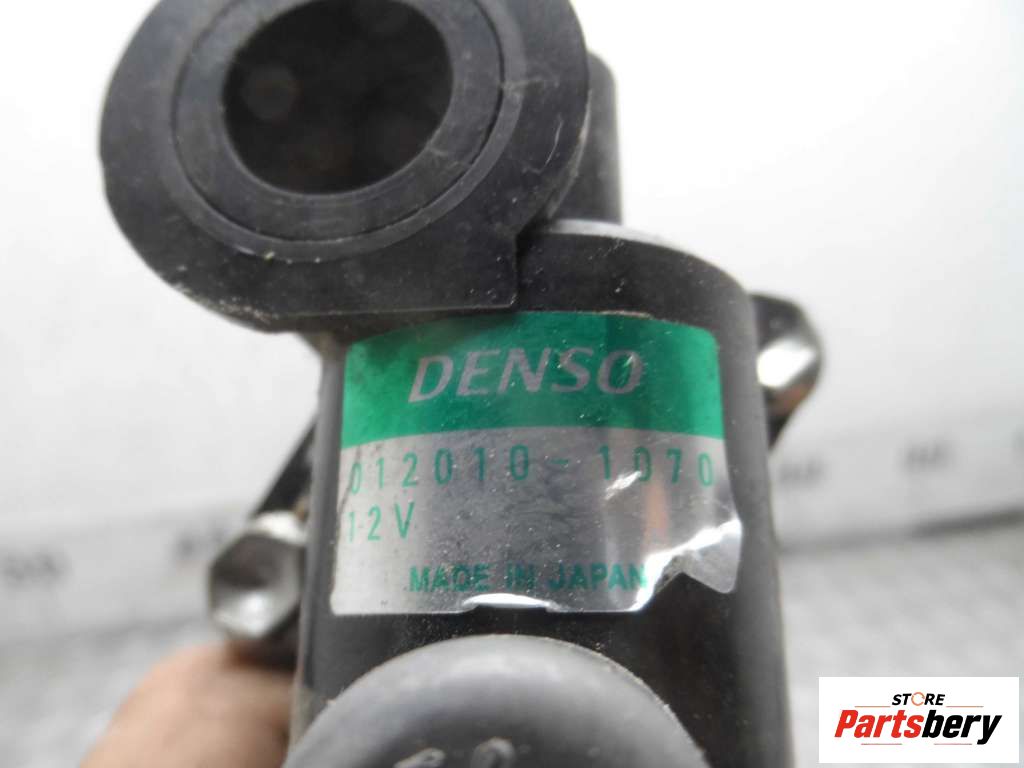 DENSO
012010-1070
12V
MADE IN JAPAN
STORE
Partsbery